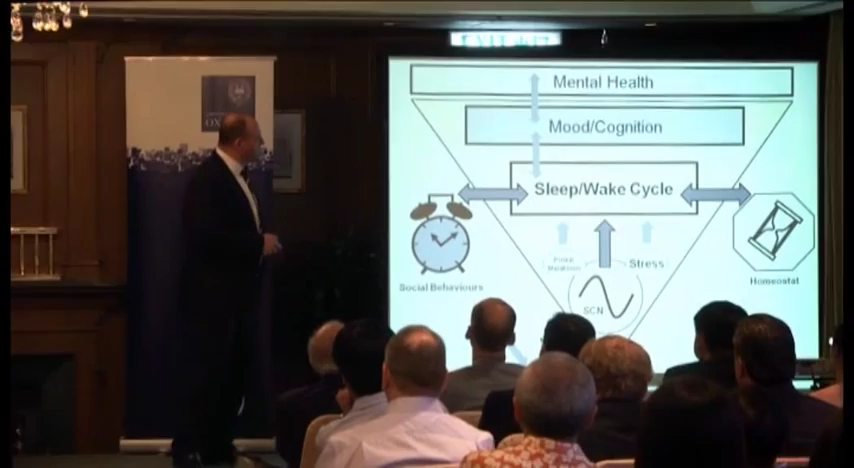 Mental Health
Mood/Cognition
Sleep/Wake Cycle
Stress
Social Behaviours
SCN
Homeostat